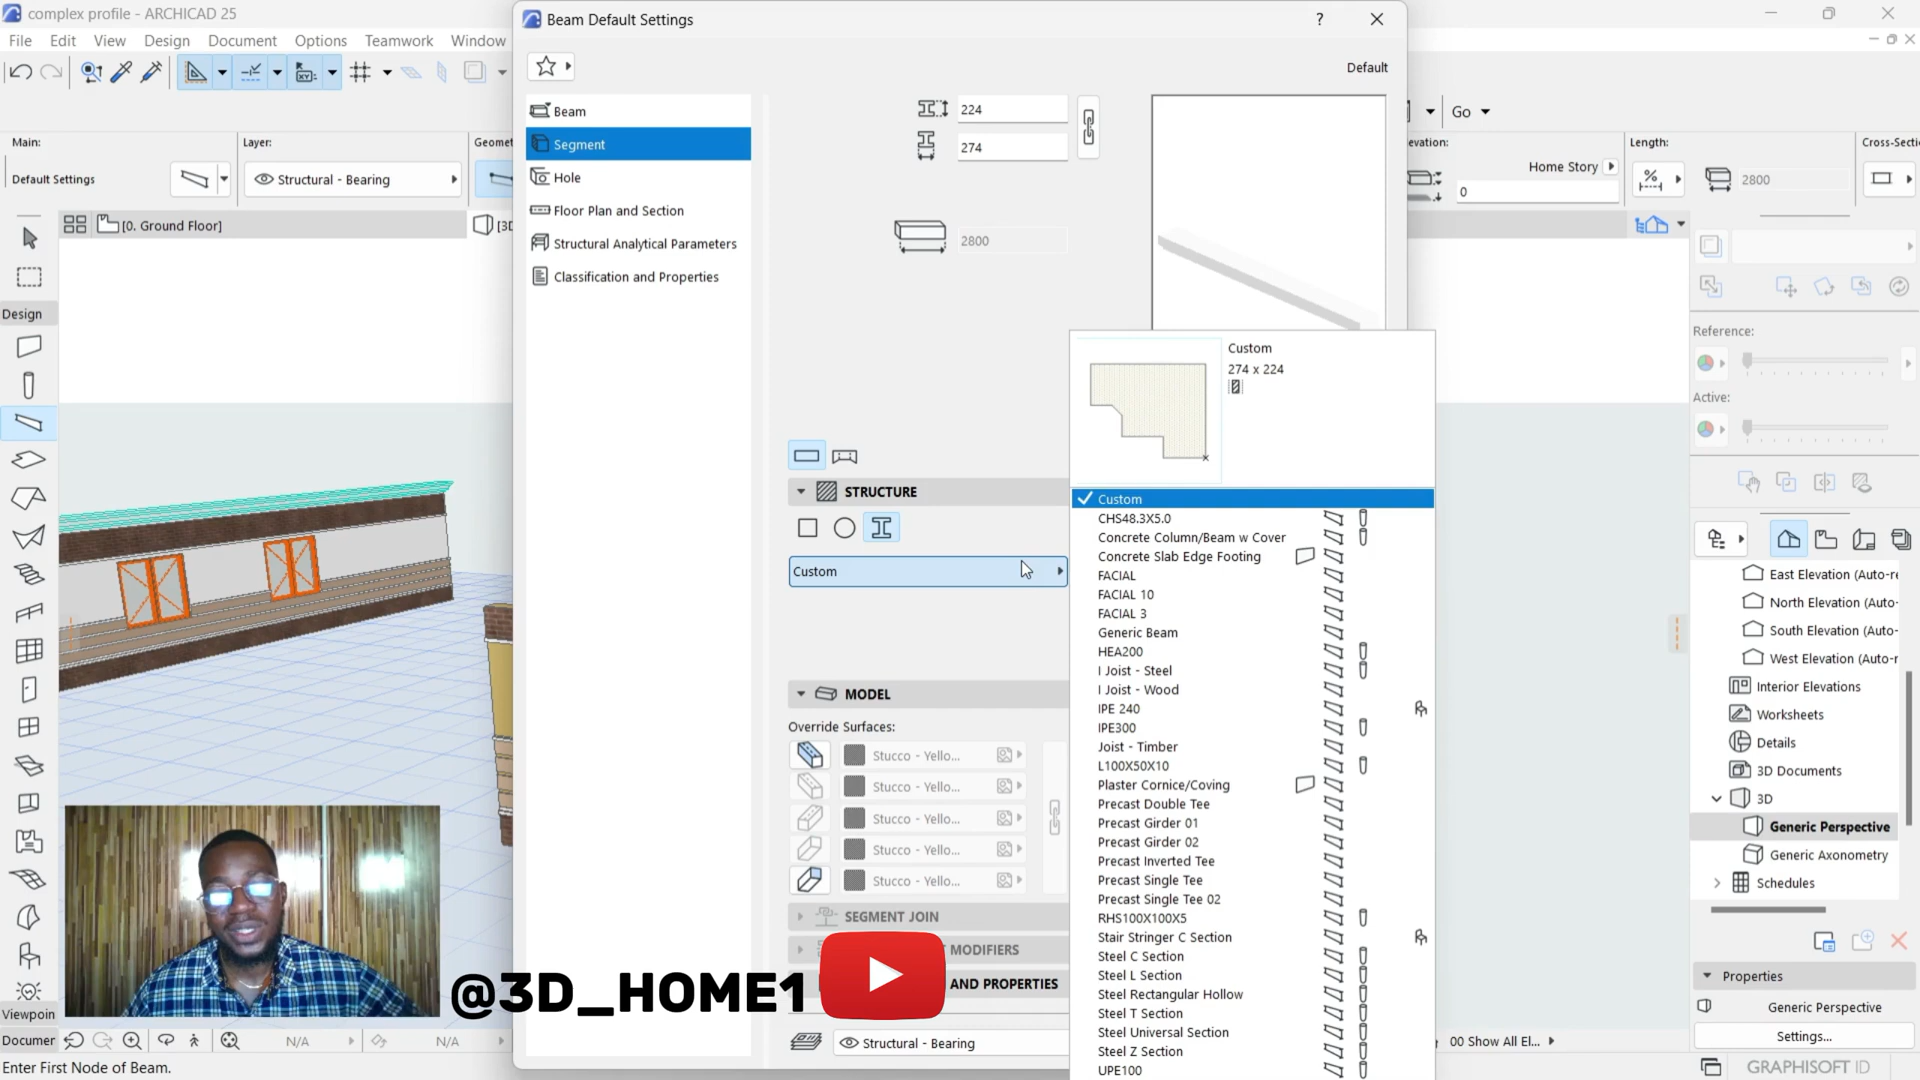 complex profile - ARCHICAD 25
File Edit View Design Document Options Teamwork Window
Beam Default Settings
?
Default
Main:
Default Settings
Layer:
Structural - Bearing
Geomet
Beam
Segment
Hole
Floor Plan and Section
Structural Analytical Parameters
Classification and Properties
224
274
2800
STRUCTURE
Custom
MODEL
Override Surfaces:
Stucco - Yello...
Stucco - Yello...
Stucco - Yello...
Stucco - Yello...
Stucco - Yello...
SEGMENT JOIN
MODIFIERS
AND PROPERTIES
Structural - Bearing
Custom
274 x 224
Custom
CHS48.3X5.0
Concrete Column/Beam w Cover
Concrete Slab Edge Footing
FACIAL
FACIAL 10
FACIAL 3
Generic Beam
HEA200
I Joist - Steel
I Joist - Wood
IPE 240
IPE300
Joist - Timber
L100X50X10
Plaster Cornice/Coving
Precast Double Tee
Precast Girder 01
Precast Girder 02
Precast Inverted Tee
Precast Single Tee
Precast Single Tee 02
RHS100X100X5
Stair Stringer C Section
Steel C Section
Steel L Section
Steel Rectangular Hollow
Steel T Section
Steel Universal Section
Steel Z Section
UPE100
Go
evation:
Home Story
0
Length:
2800
Cross-Secti
[0. Ground Floor]
[3D
Design
Viewpoin
Documer
N/A
N/A
Enter First Node of Beam.
@3D_HOME1
Reference:
Active:
East Elevation (Auto-re
North Elevation (Auto-
South Elevation (Auto-
West Elevation (Auto-r
Interior Elevations
Worksheets
Details
3D Documents
3D
Generic Perspective
Generic Axonometry
Schedules
Properties
Generic Perspective
Settings...
00 Show All El...
GRAPHISOFT ID